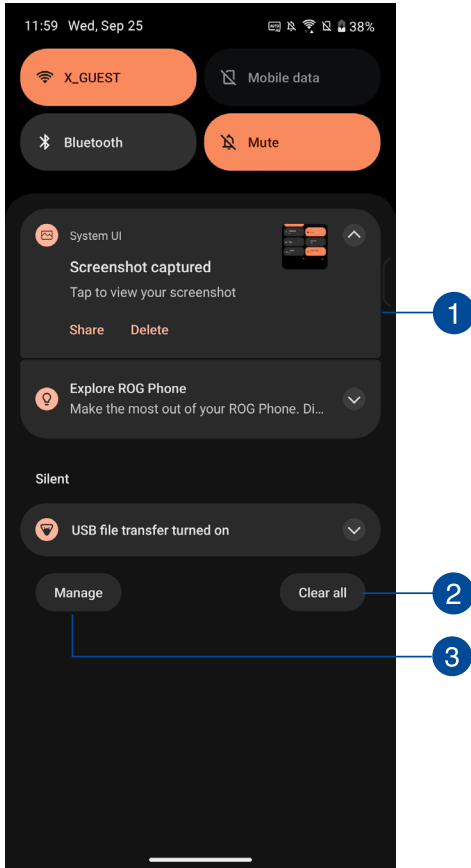 11:59 Wed, Sep 25
38%
X_GUEST
Mobile data
Bluetooth
Mute
System UI
Screenshot captured
Tap to view your screenshot
Share Delete
1
Explore ROG Phone
Make the most out of your ROG Phone. Di...
Silent
USB file transfer turned on
Manage
Clear all
2
3